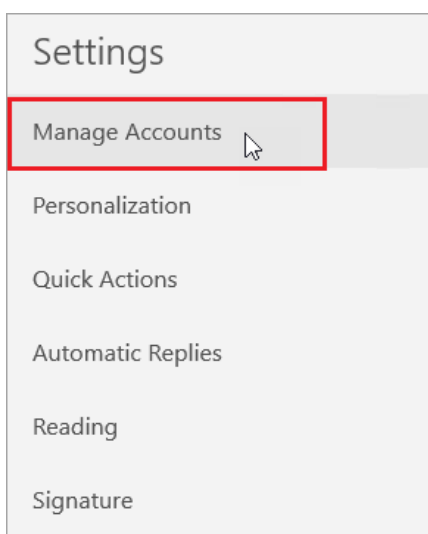 Settings
Manage Accounts
Personalization
Quick Actions
Automatic Replies
Reading
Signature